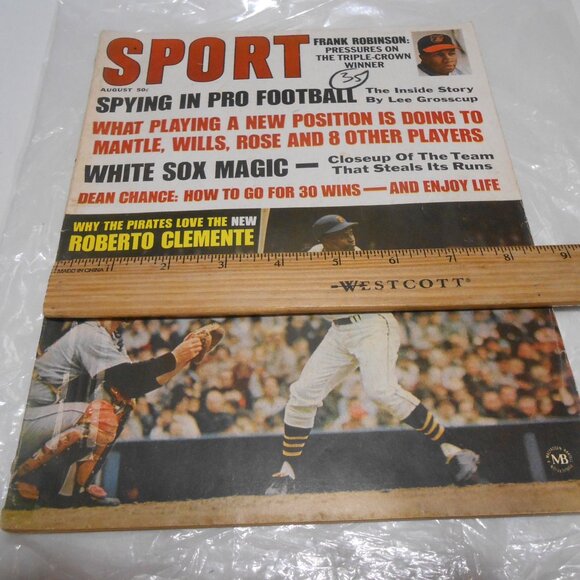 SPORT
FRANK ROBINSON:
PRESSURES ON
THE TRIPLE-CROWN
WINNER
AUGUST 50¢
35
SPYING IN PRO FOOTBALL
The Inside Story
By Lee Grosscup
WHAT PLAYING A NEW POSITION IS DOING TO
MANTLE, WILLS, ROSE AND 8 OTHER PLAYERS
WHITE SOX MAGIC —
Closeup Of The Team
That Steals Its Runs
DEAN CHANCE: HOW TO GO FOR 30 WINS — AND ENJOY LIFE
WHY THE PIRATES LOVE THE NEW
ROBERTO CLEMENTE
MADE IN CHINA
1 2 3 4 5 6 7 8 9
WESTCOTT®
MB